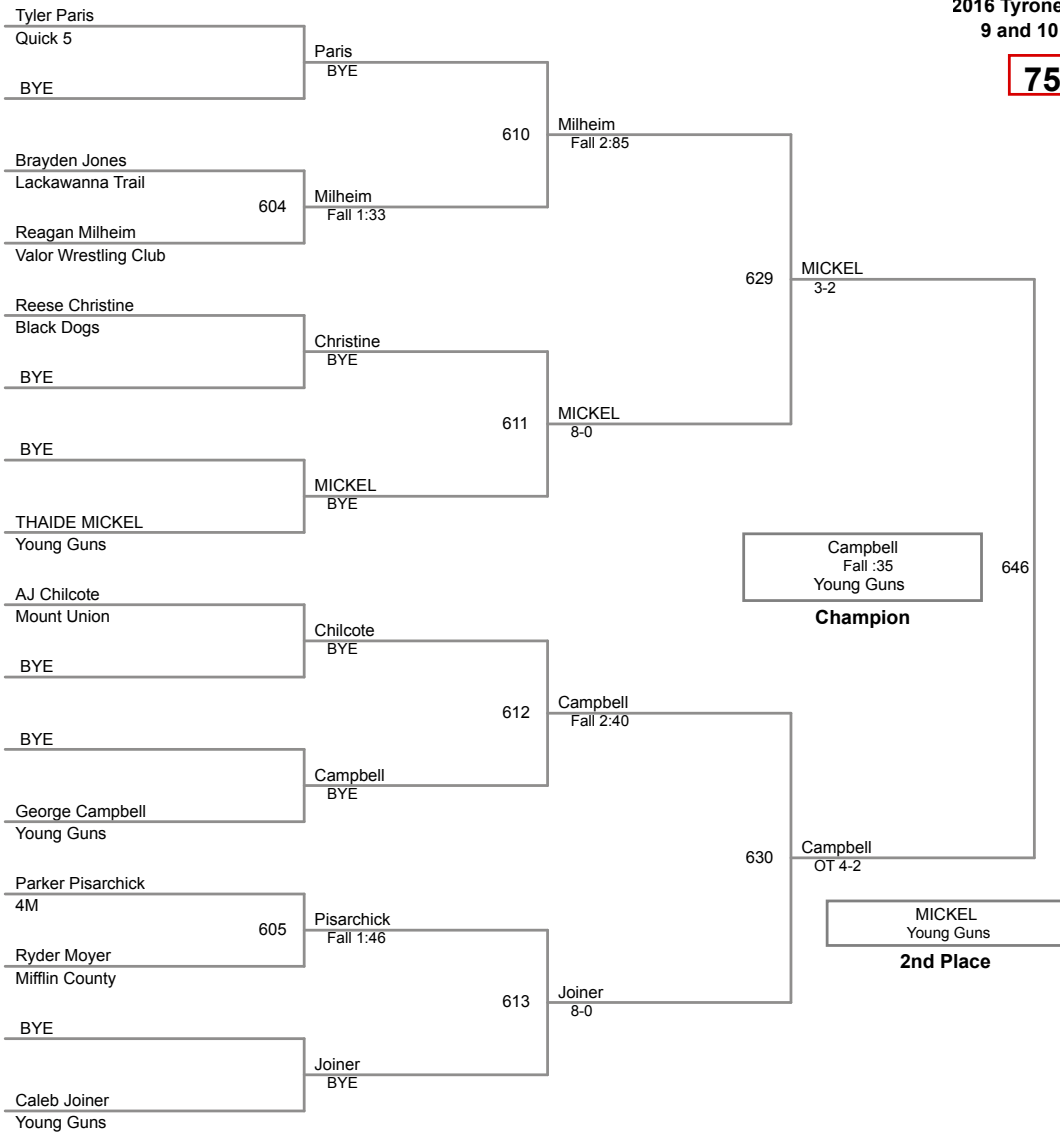 2016 Tyrone
9 and 10
75
Tyler Paris
Quick 5
BYE
Brayden Jones
Lackawanna Trail
604
Reagan Milheim
Valor Wrestling Club
Reese Christine
Black Dogs
BYE
BYE
THAIDE MICKEL
Young Guns
AJ Chilcote
Mount Union
BYE
BYE
George Campbell
Young Guns
Parker Pisarchick
4M
605
Ryder Moyer
Mifflin County
BYE
Caleb Joiner
Young Guns
Paris
BYE
610
Milheim
Fall 1:33
Christine
BYE
611
MICKEL
BYE
Chilcote
BYE
612
Campbell
BYE
Pisarchick
Fall 1:46
613
Joiner
BYE
Milheim
Fall 2:85
629
MICKEL
8-0
Campbell
Fall 2:40
630
Joiner
8-0
MICKEL
3-2
646
Campbell
OT 4-2
Campbell
Fall :35
Young Guns
Champion
MICKEL
Young Guns
2nd Place